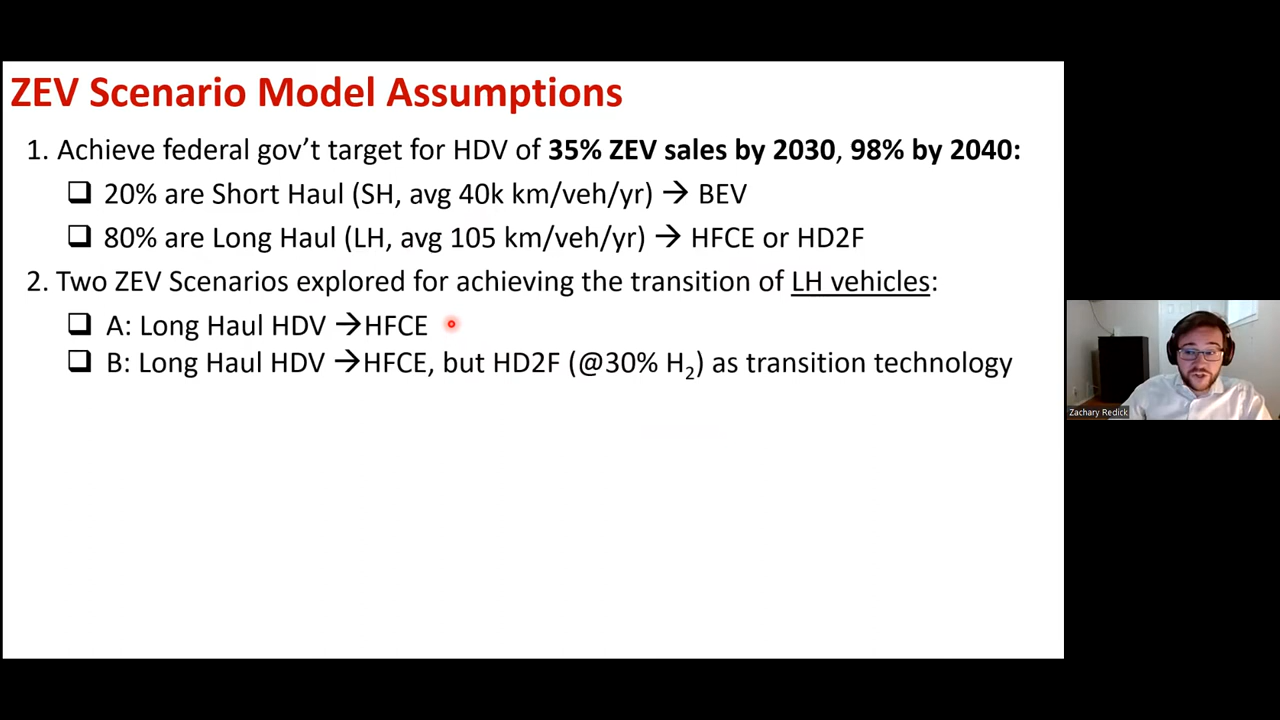 ZEV Scenario Model Assumptions
1. Achieve federal gov't target for HDV of 35% ZEV sales by 2030, 98% by 2040:
❑ 20% are Short Haul (SH, avg 40k km/veh/yr) → BEV
❑ 80% are Long Haul (LH, avg 105 km/veh/yr) → HFCE or HD2F
2. Two ZEV Scenarios explored for achieving the transition of LH vehicles:
❑ A: Long Haul HDV →HFCE
❑ B: Long Haul HDV →HFCE, but HD2F (@30% H₂) as transition technology
Zachary Redick